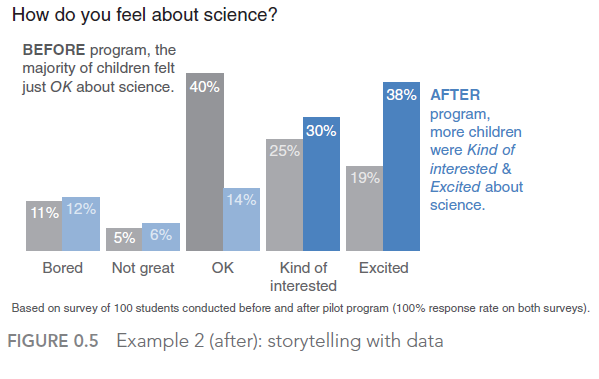 How do you feel about science?
BEFORE program, the
majority of children felt
just OK about science.
40%
38%
AFTER
program,
more children
were Kind of
interested &
Excited about
science.
30%
25%
19%
14%
11%
12%
5%
6%
Bored
Not great
OK
Kind of
interested
Excited
Based on survey of 100 students conducted before and after pilot program (100% response rate on both surveys).
FIGURE 0.5 Example 2 (after): storytelling with data